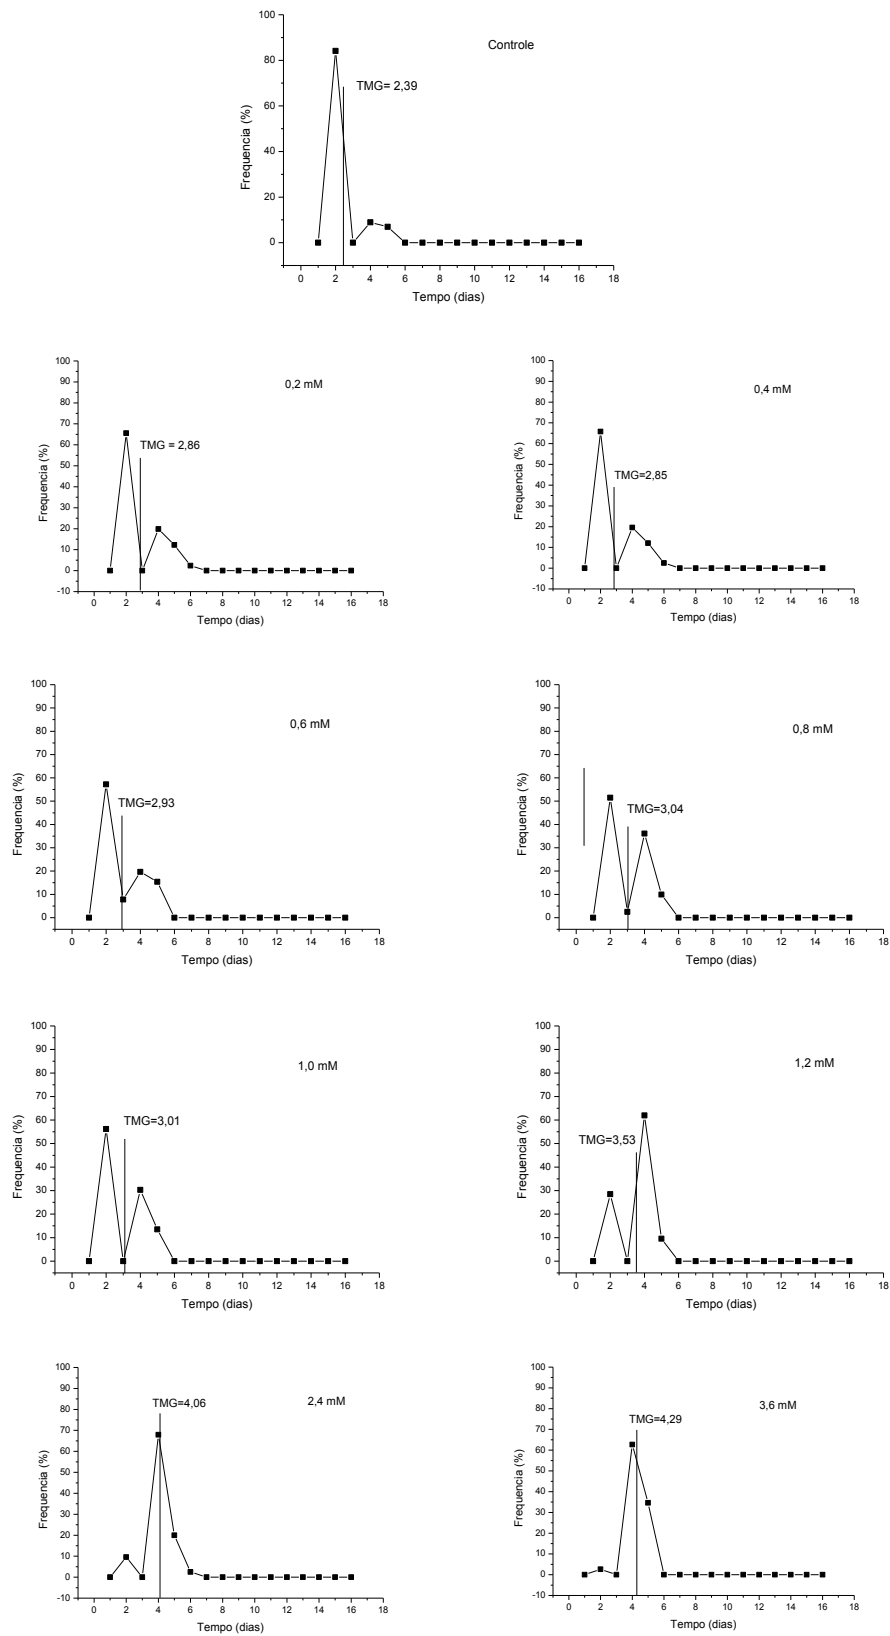 Controle
TMG= 2,39
Frequencia (%)
100
80
60
40
20
0
0 2 4 6 8 10 12 14 16 18
Tempo (dias)
0,2 mM
TMG = 2,86
Frequencia (%)
100
90
80
70
60
50
40
30
20
10
0
-10
0 2 4 6 8 10 12 14 16 18
Tempo (dias)
0,4 mM
TMG=2,85
Frequencia (%)
100
90
80
70
60
50
40
30
20
10
0
-10
0 2 4 6 8 10 12 14 16 18
Tempo (dias)
0,6 mM
TMG=2,93
Frequencia (%)
100
90
80
70
60
50
40
30
20
10
0
0 2 4 6 8 10 12 14 16 18
Tempo (dias)
0,8 mM
TMG=3,04
Frequencia (%)
100
90
80
70
60
50
40
30
20
10
0
0 2 4 6 8 10 12 14 16 18
Tempo (dias)
1,0 mM
TMG=3,01
Frequencia (%)
100
90
80
70
60
50
40
30
20
10
0
0 2 4 6 8 10 12 14 16 18
Tempo (dias)
1,2 mM
TMG=3,53
Frequencia (%)
100
90
80
70
60
50
40
30
20
10
0
0 2 4 6 8 10 12 14 16 18
Tempo (dias)
2,4 mM
TMG=4,06
Frequencia (%)
100
90
80
70
60
50
40
30
20
10
0
-10
0 2 4 6 8 10 12 14 16 18
Tempo (dias)
3,6 mM
TMG=4,29
Frequencia (%)
100
90
80
70
60
50
40
30
20
10
0
-10
0 2 4 6 8 10 12 14 16 18
Tempo (dias)